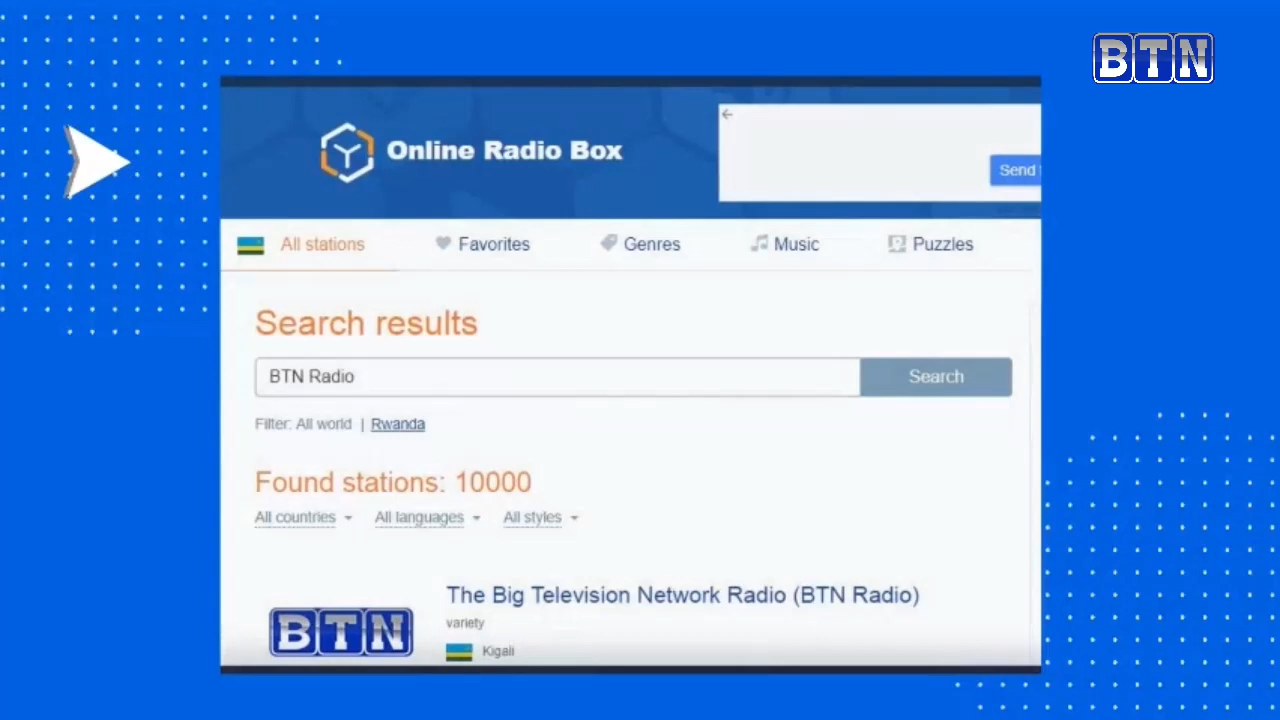 BTN
Online Radio Box
Send
All stations
Favorites
Genres
Music
Puzzles
Search results
BTN Radio
Search
Filter: All world | Rwanda
Found stations: 10000
All countries
All languages
All styles
The Big Television Network Radio (BTN Radio)
variety
BTN
Kigali